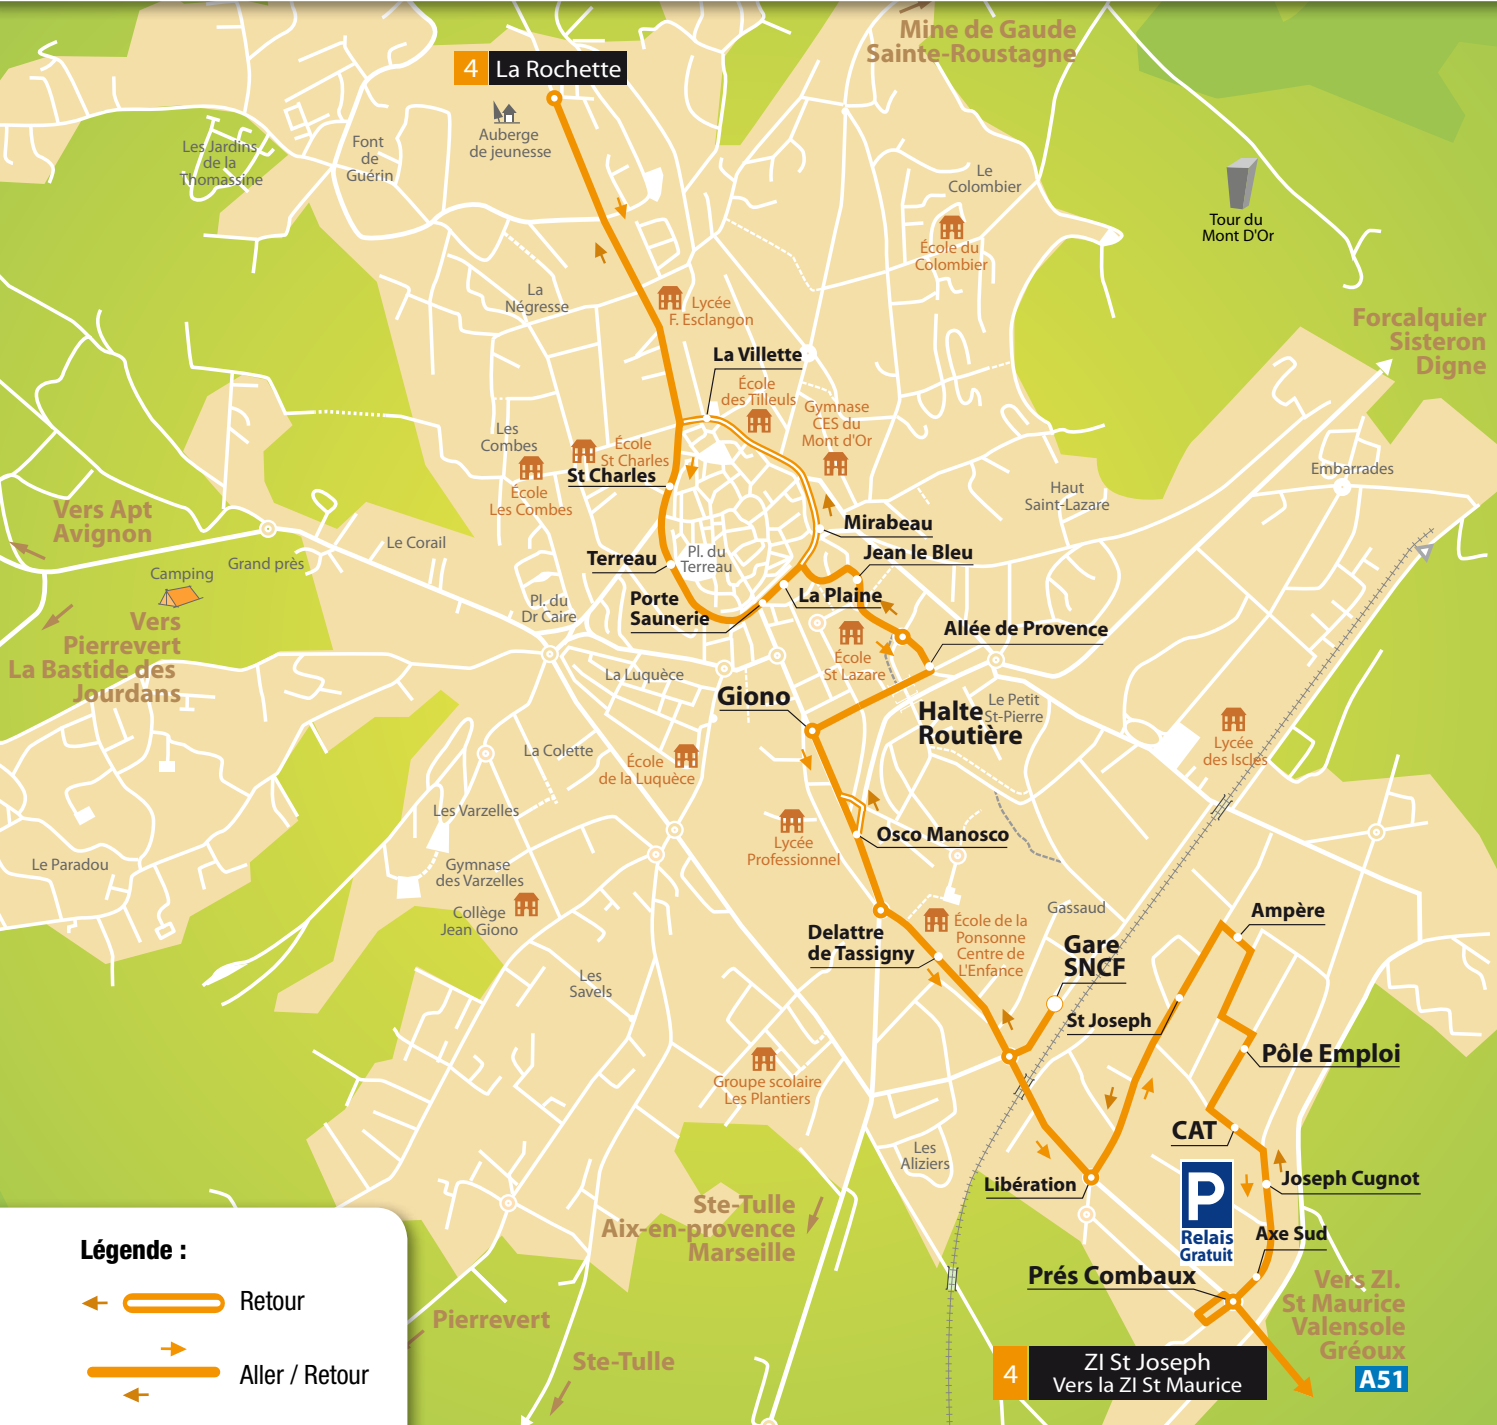 Mine de Gaude
Sainte-Roustagne
4 La Rochette
Auberge
de jeunesse
Les Jardins
de la
Thomassine
Font
de
Guérin
Le
Colombier
École du
Colombier
Tour du
Mont D'Or
La
Négresse
Lycée
F. Esclangon
Forcalquier
Sisteron
Digne
La Villette
École
des Tilleuls
Gymnase
CES du
Mont d'Or
Les
Combes
École
St Charles
St Charles
École
Les Combes
Embarrades
Haut
Saint-Lazare
Vers Apt
Avignon
Mirabeau
Jean le Bleu
Le Corail
Grand près
Camping
Terreau
Pl. du
Terreau
La Plaine
Porte
Saunerie
Pl. du
Dr Caire
Vers
Pierrevert
La Bastide des
Jourdans
Allée de Provence
École
St Lazare
La Luquèce
Giono
Halte
Routière
Le Petit
St-Pierre
Lycée
des Iscles
La Colette
École
de la Luquèce
Les Varzelles
Osco Manosco
Lycée
Professionnel
Le Paradou
Gymnase
des Varzelles
Collège
Jean Giono
Gassaud
Ampère
École de la
Ponsonne
Centre de
L'Enfance
Delattre
de Tassigny
Gare
SNCF
Les
Savels
St Joseph
Pôle Emploi
Groupe scolaire
Les Plantiers
CAT
Les
Aliziers
Libération
Joseph Cugnot
P
Relais
Gratuit
Axe Sud
Ste-Tulle
Aix-en-provence
Marseille
Prés Combaux
Vers ZI.
St Maurice
Valensole
Gréoux
A51
Légende :
Retour
Aller / Retour
Pierrevert
Ste-Tulle
4 ZI St Joseph
Vers la ZI St Maurice